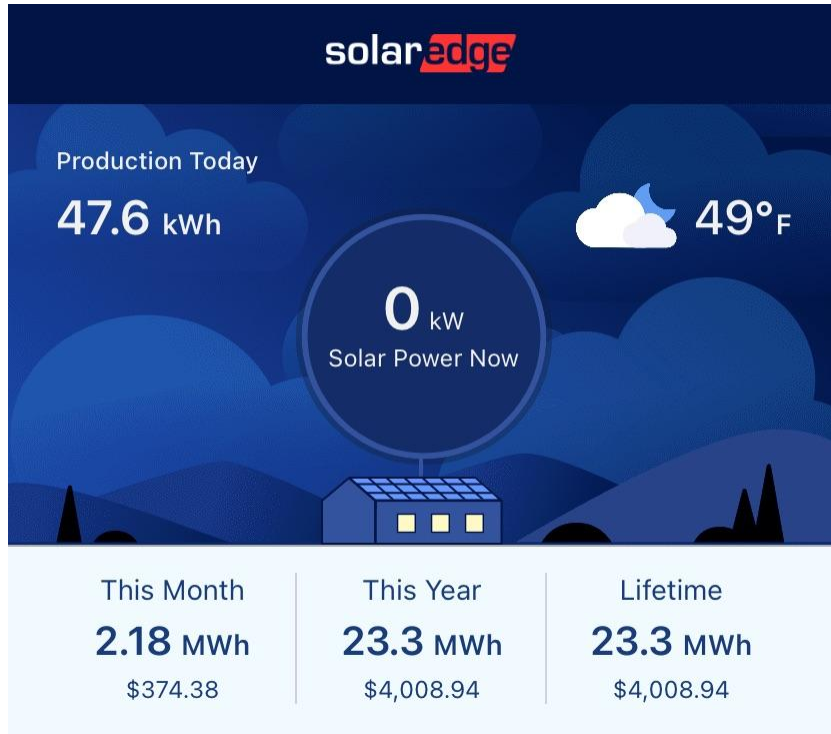 solaredge
Production Today
47.6 kWh
49°F
0 kW
Solar Power Now
This Month
2.18 MWh
$374.38
This Year
23.3 MWh
$4,008.94
Lifetime
23.3 MWh
$4,008.94